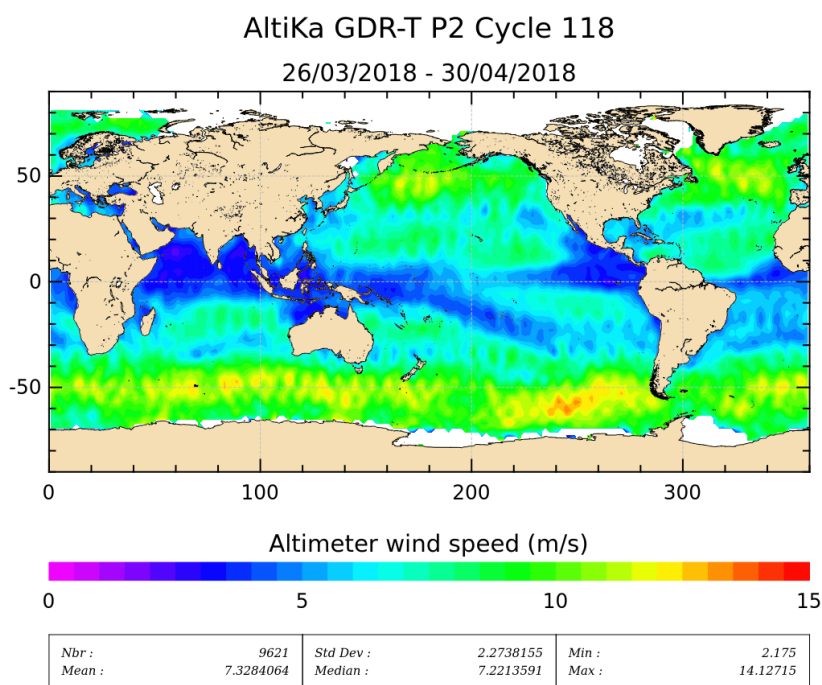 AltiKa GDR-T P2 Cycle 118
26/03/2018 - 30/04/2018
50
0
-50
0 100 200 300
Altimeter wind speed (m/s)
0 5 10 15
Nbr : 9621 Std Dev : 2.2738155 Min : 2.175
Mean : 7.3284064 Median : 7.2213591 Max : 14.12715